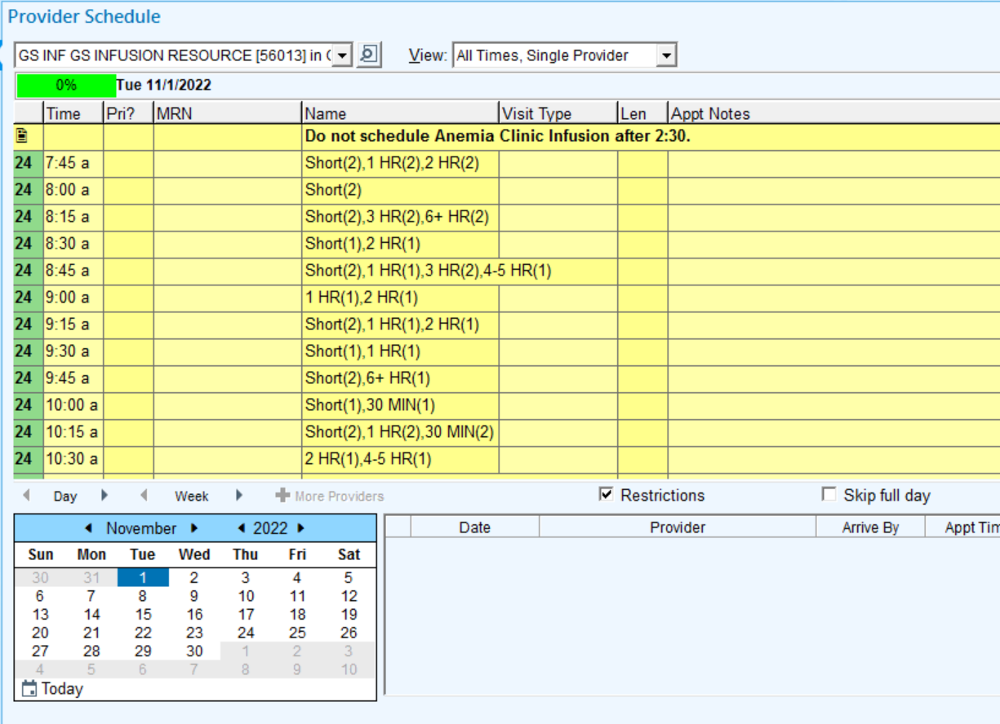 Provider Schedule
GS INF GS INFUSION RESOURCE [56013] in View: All Times, Single Provider
0% Tue 11/1/2022
Time Pri? MRN Name Visit Type Len Appt Notes
Do not schedule Anemia Clinic Infusion after 2:30.
24 7:45 a Short(2),1 HR(2),2 HR(2)
24 8:00 a Short(2)
24 8:15 a Short(2),3 HR(2),6+ HR(2)
24 8:30 a Short(1),2 HR(1)
24 8:45 a Short(2),1 HR(1),3 HR(2),4-5 HR(1)
24 9:00 a 1 HR(1),2 HR(1)
24 9:15 a Short(2),1 HR(1),2 HR(1)
24 9:30 a Short(1),1 HR(1)
24 9:45 a Short(2),6+ HR(1)
24 10:00 a Short(1),30 MIN(1)
24 10:15 a Short(2),1 HR(2),30 MIN(2)
24 10:30 a 2 HR(1),4-5 HR(1)
Day Week More Providers Restrictions Skip full day
November 2022
Sun Mon Tue Wed Thu Fri Sat
30 31 1 2 3 4 5
6 7 8 9 10 11 12
13 14 15 16 17 18 19
20 21 22 23 24 25 26
27 28 29 30 1 2 3
4 5 6 7 8 9 10
Today
Date Provider Arrive By Appt Tim